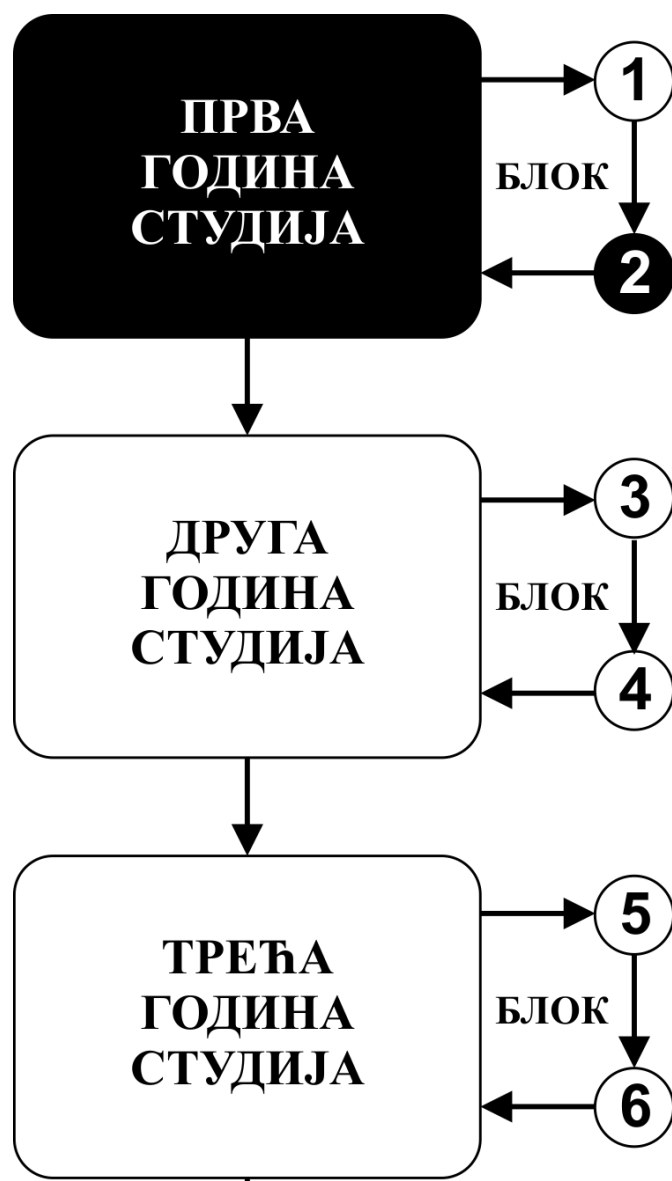 ПРВА
ГОДИНА
СТУДИЈА
1
БЛОК
2
ДРУГА
ГОДИНА
СТУДИЈА
3
БЛОК
4
ТРЕЋА
ГОДИНА
СТУДИЈА
5
БЛОК
6